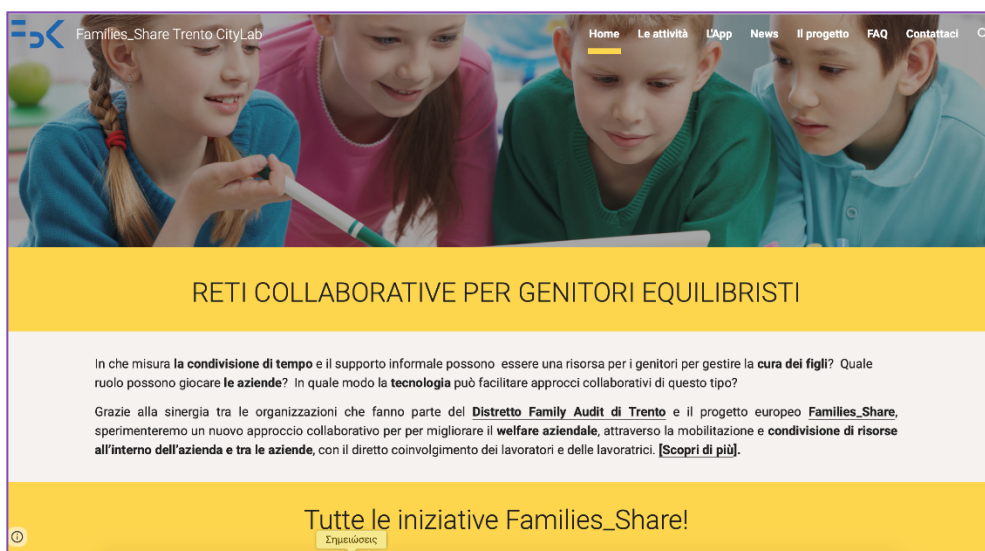 FBK Families_Share Trento CityLab
Home Le attività L'App News Il progetto FAQ Contattaci
RETI COLLABORATIVE PER GENITORI EQUILIBRISTI
In che misura la condivisione di tempo e il supporto informale possono essere una risorsa per i genitori per gestire la cura dei figli? Quale
ruolo possono giocare le aziende? In quale modo la tecnologia può facilitare approcci collaborativi di questo tipo?
Grazie alla sinergia tra le organizzazioni che fanno parte del Distretto Family Audit di Trento e il progetto europeo Families_Share,
sperimenteremo un nuovo approccio collaborativo per per migliorare il welfare aziendale, attraverso la mobilitazione e condivisione di risorse
all'interno dell'azienda e tra le aziende, con il diretto coinvolgimento dei lavoratori e delle lavoratrici. [Scopri di più].
Tutte le iniziative Families_Share!
Σημειώσεις